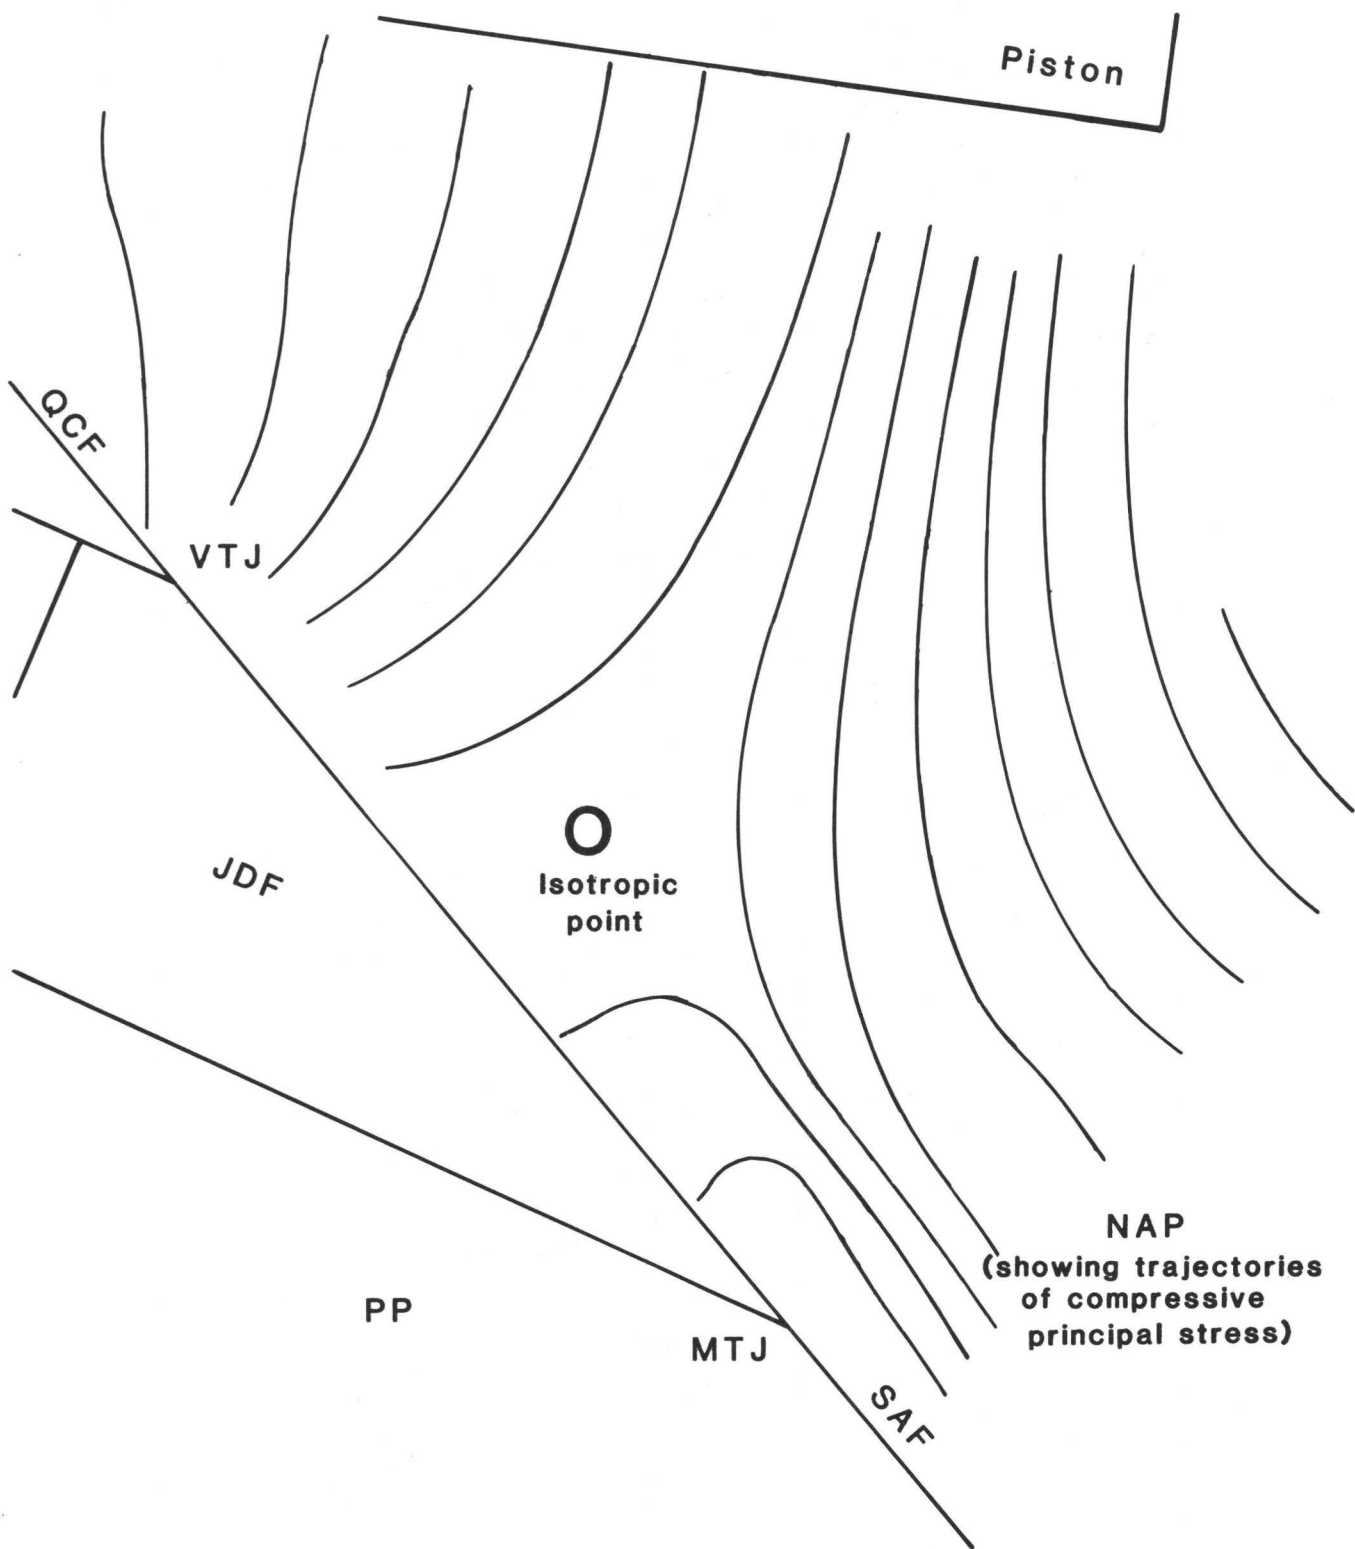 Piston
QCF
VTJ
O
Isotropic
point
JDF
NAP
(showing trajectories
of compressive
principal stress)
PP
MTJ
SAF